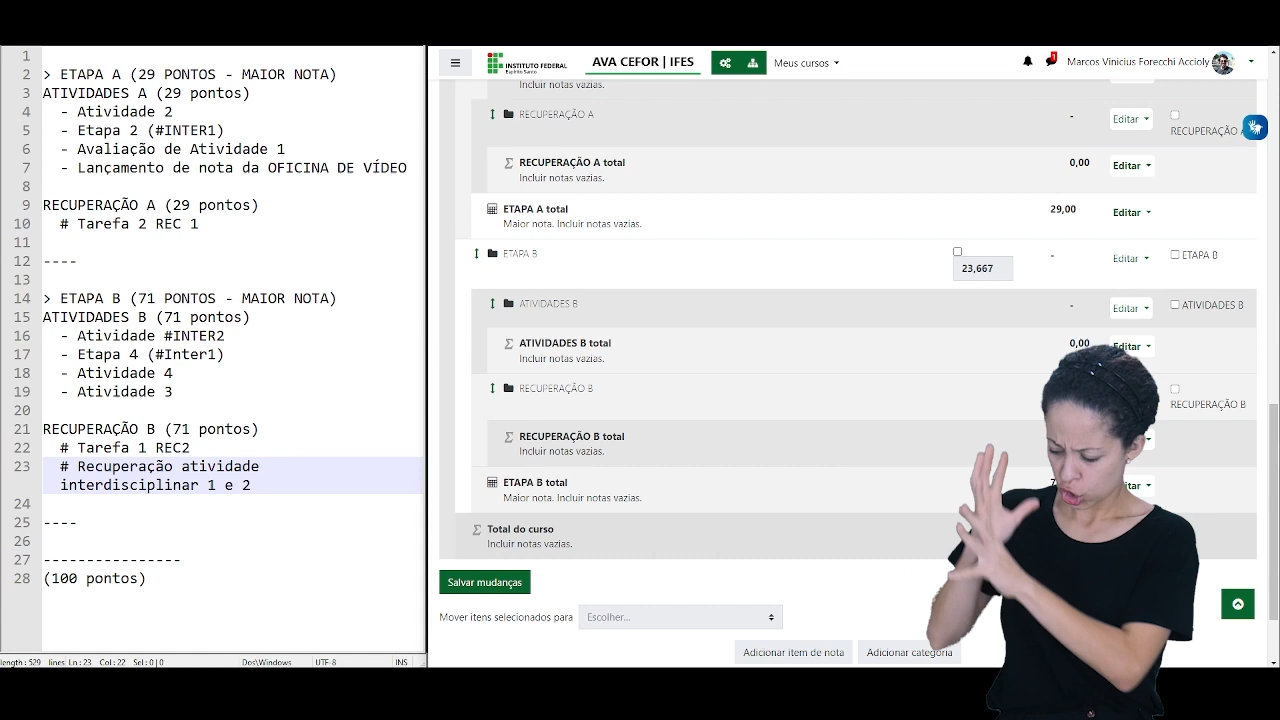 1
2 > ETAPA A (29 PONTOS - MAIOR NOTA)
3 ATIVIDADES A (29 pontos)
4 - Atividade 2
5 - Etapa 2 (#INTER1)
6 - Avaliação de Atividade 1
7 - Lançamento de nota da OFICINA DE VÍDEO
8
9 RECUPERAÇÃO A (29 pontos)
10 # Tarefa 2 REC 1
11
12 ----
13
14 > ETAPA B (71 PONTOS - MAIOR NOTA)
15 ATIVIDADES B (71 pontos)
16 - Atividade #INTER2
17 - Etapa 4 (#Inter1)
18 - Atividade 4
19 - Atividade 3
20
21 RECUPERAÇÃO B (71 pontos)
22 # Tarefa 1 REC2
23 # Recuperação atividade
interdisciplinar 1 e 2
24
25 ----
26
27 ----------------
28 (100 pontos)
length : 529 lines: Ln : 23 Col : 22 Sel : 0 | 0 Dos\Windows UTF-8 INS
INSTITUTO FEDERAL
Espírito Santo
AVA CEFOR | IFES
Meus cursos
Marcos Vinicius Forecchi Accioly
Incluir notas vazias.
RECUPERAÇÃO A - Editar
RECUPERAÇÃO A
RECUPERAÇÃO A total 0,00 Editar
Incluir notas vazias.
ETAPA A total 29,00 Editar
Maior nota. Incluir notas vazias.
ETAPA B 23,667 - Editar ETAPA B
ATIVIDADES B - Editar ATIVIDADES B
ATIVIDADES B total 0,00 Editar
Incluir notas vazias.
RECUPERAÇÃO B
RECUPERAÇÃO B
RECUPERAÇÃO B total
Incluir notas vazias.
ETAPA B total
Maior nota. Incluir notas vazias.
Total do curso
Incluir notas vazias.
Salvar mudanças
Mover itens selecionados para Escolher...
Adicionar item de nota Adicionar categoria